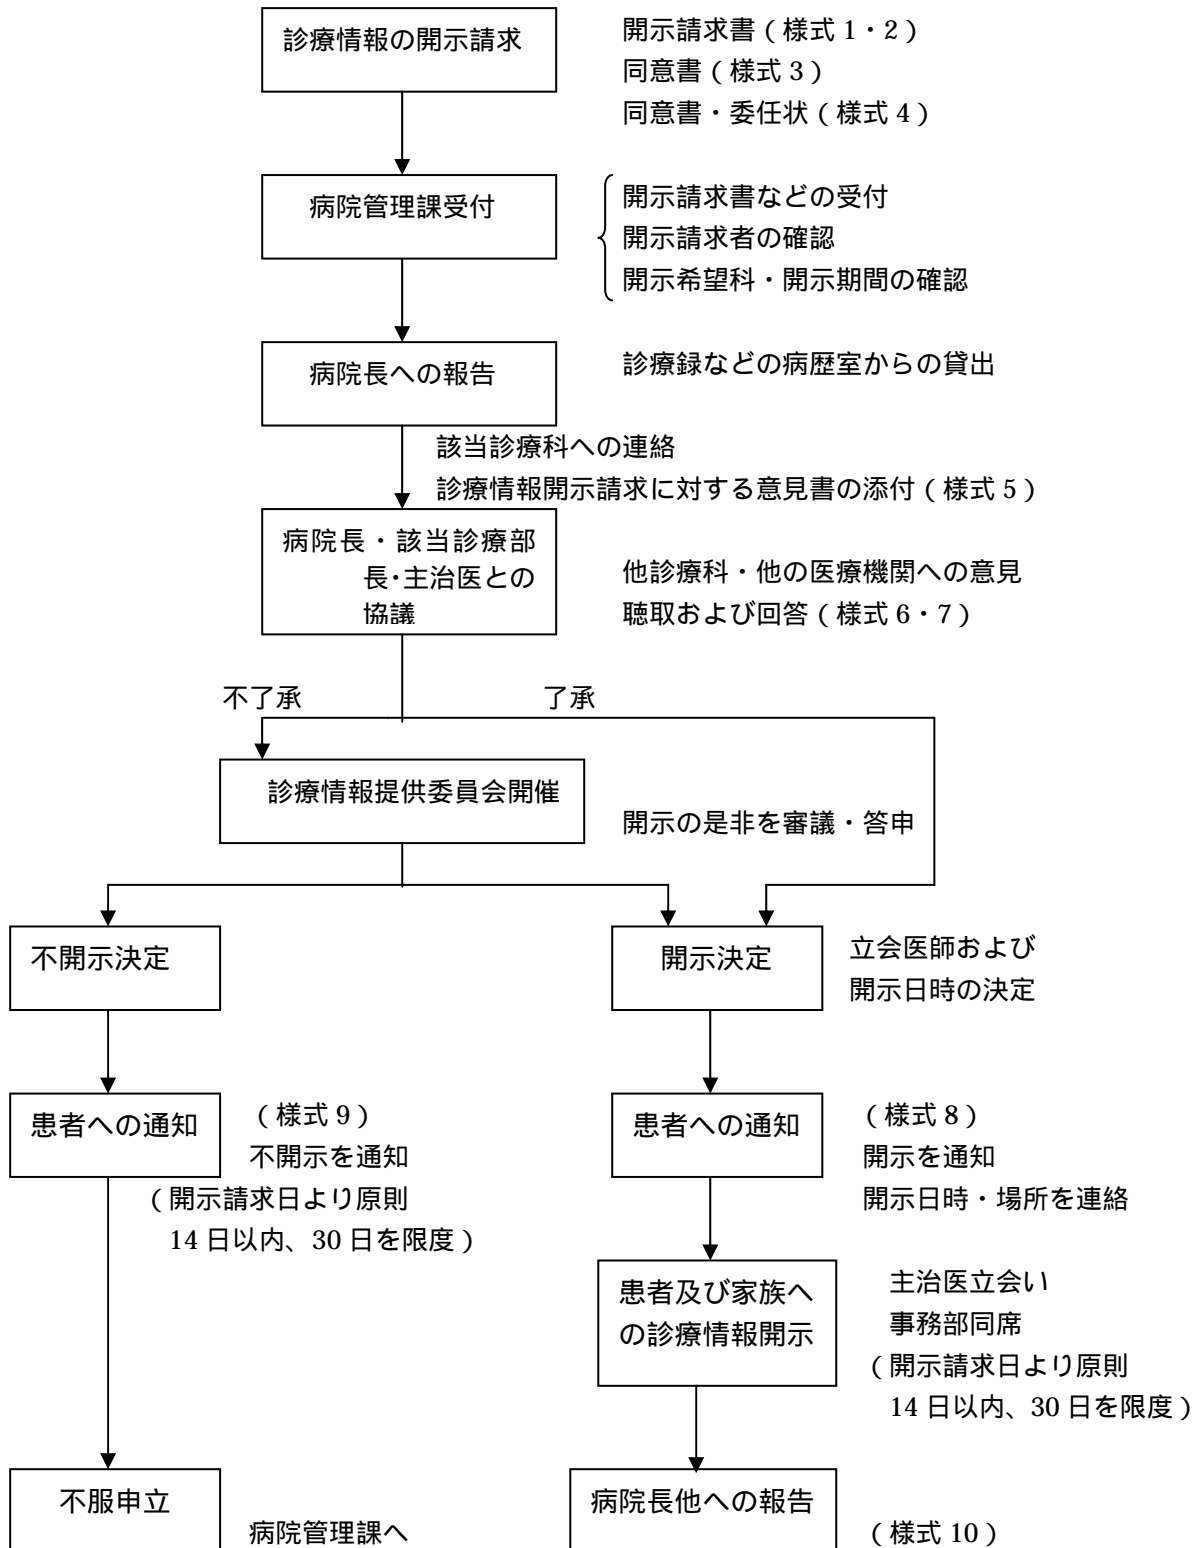 診療情報の開示請求
開示請求書（様式 1・2）
同意書（様式 3）
同意書・委任状（様式 4）
病院管理課受付
開示請求書などの受付
開示請求者の確認
開示希望科・開示期間の確認
病院長への報告
診療録などの病歴室からの貸出
該当診療科への連絡
診療情報開示請求に対する意見書の添付（様式 5）
病院長・該当診療部
長・主治医との
協議
他診療科・他の医療機関への意見
聴取および回答（様式 6・7）
不了承
了承
診療情報提供委員会開催
開示の是非を審議・答申
不開示決定
開示決定
立会医師および
開示日時の決定
患者への通知
（様式 9）
不開示を通知
（開示請求日より原則
14 日以内、30 日を限度）
患者への通知
（様式 8）
開示を通知
開示日時・場所を連絡
患者及び家族へ
の診療情報開示
主治医立会い
事務部同席
（開示請求日より原則
14 日以内、30 日を限度）
不服申立
病院管理課へ
病院長他への報告
（様式 10）